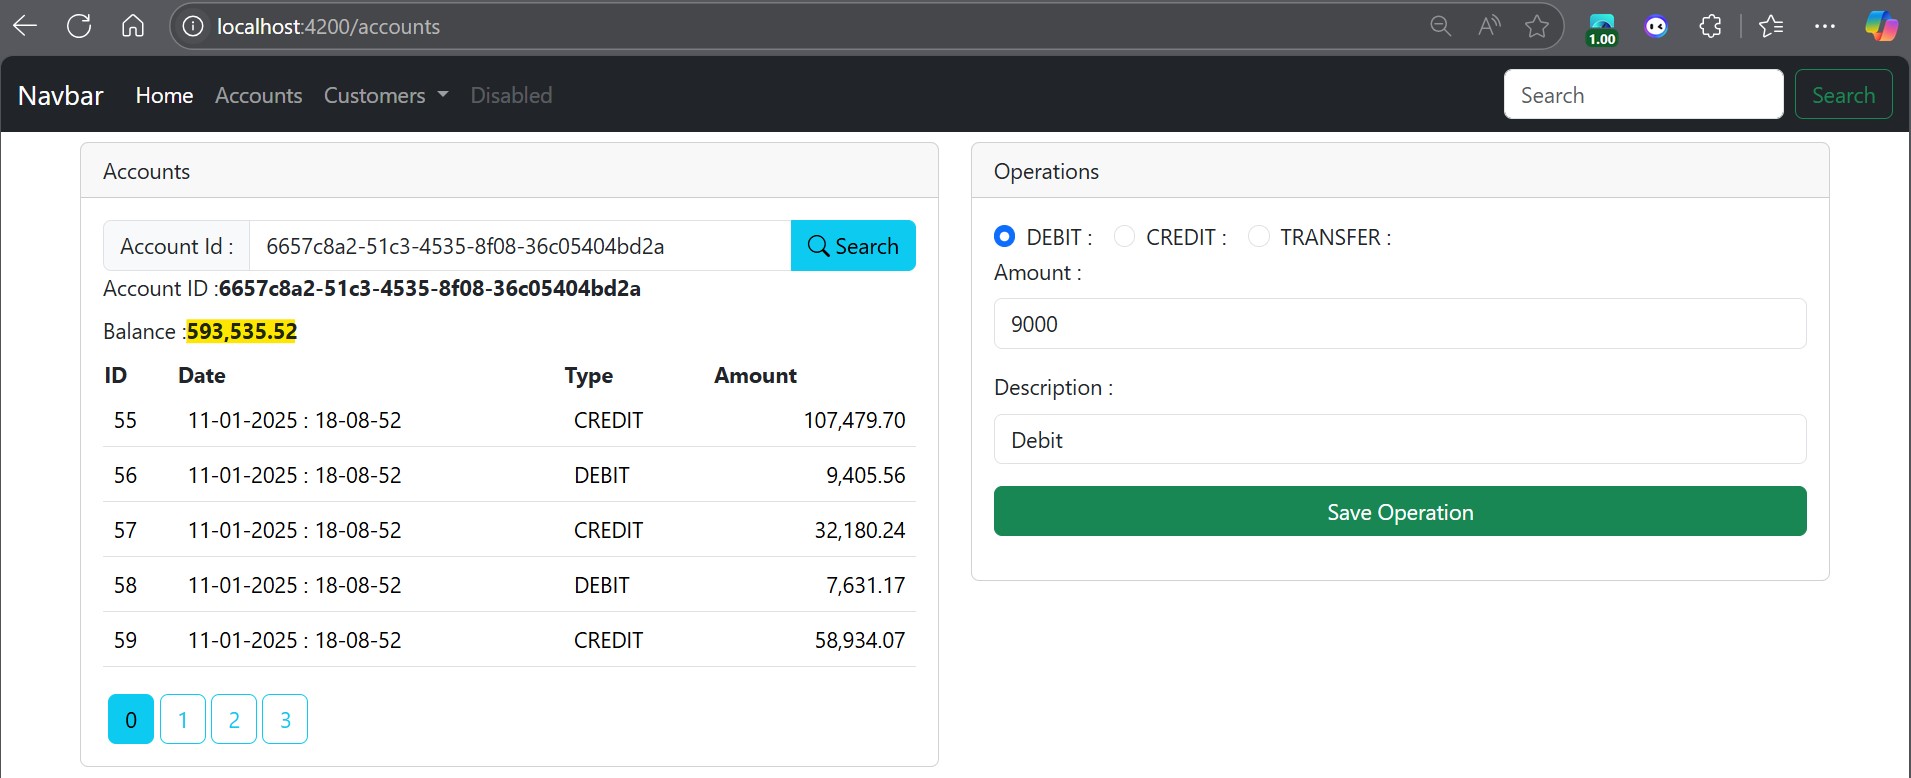 localhost:4200/accounts
1.00
Navbar Home Accounts Customers Disabled Search Search
Accounts
Account Id : 6657c8a2-51c3-4535-8f08-36c05404bd2a Search
Account ID :6657c8a2-51c3-4535-8f08-36c05404bd2a
Balance :593,535.52
ID Date Type Amount
55 11-01-2025 : 18-08-52 CREDIT 107,479.70
56 11-01-2025 : 18-08-52 DEBIT 9,405.56
57 11-01-2025 : 18-08-52 CREDIT 32,180.24
58 11-01-2025 : 18-08-52 DEBIT 7,631.17
59 11-01-2025 : 18-08-52 CREDIT 58,934.07
0 1 2 3
Operations
DEBIT : CREDIT : TRANSFER :
Amount :
9000
Description :
Debit
Save Operation